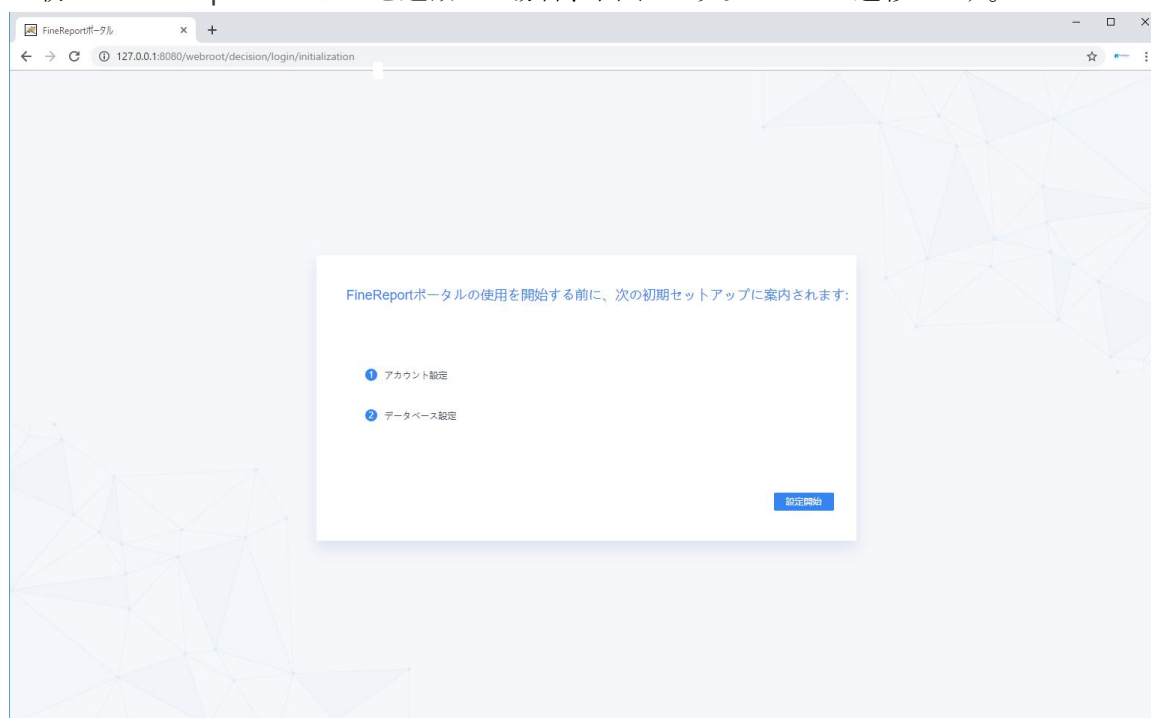 FineReportポータル
127.0.0.1:8080/webroot/decision/login/initialization
FineReportポータルの使用を開始する前に、次の初期セットアップに案内されます:
1 アカウント設定
2 データベース設定
設定開始